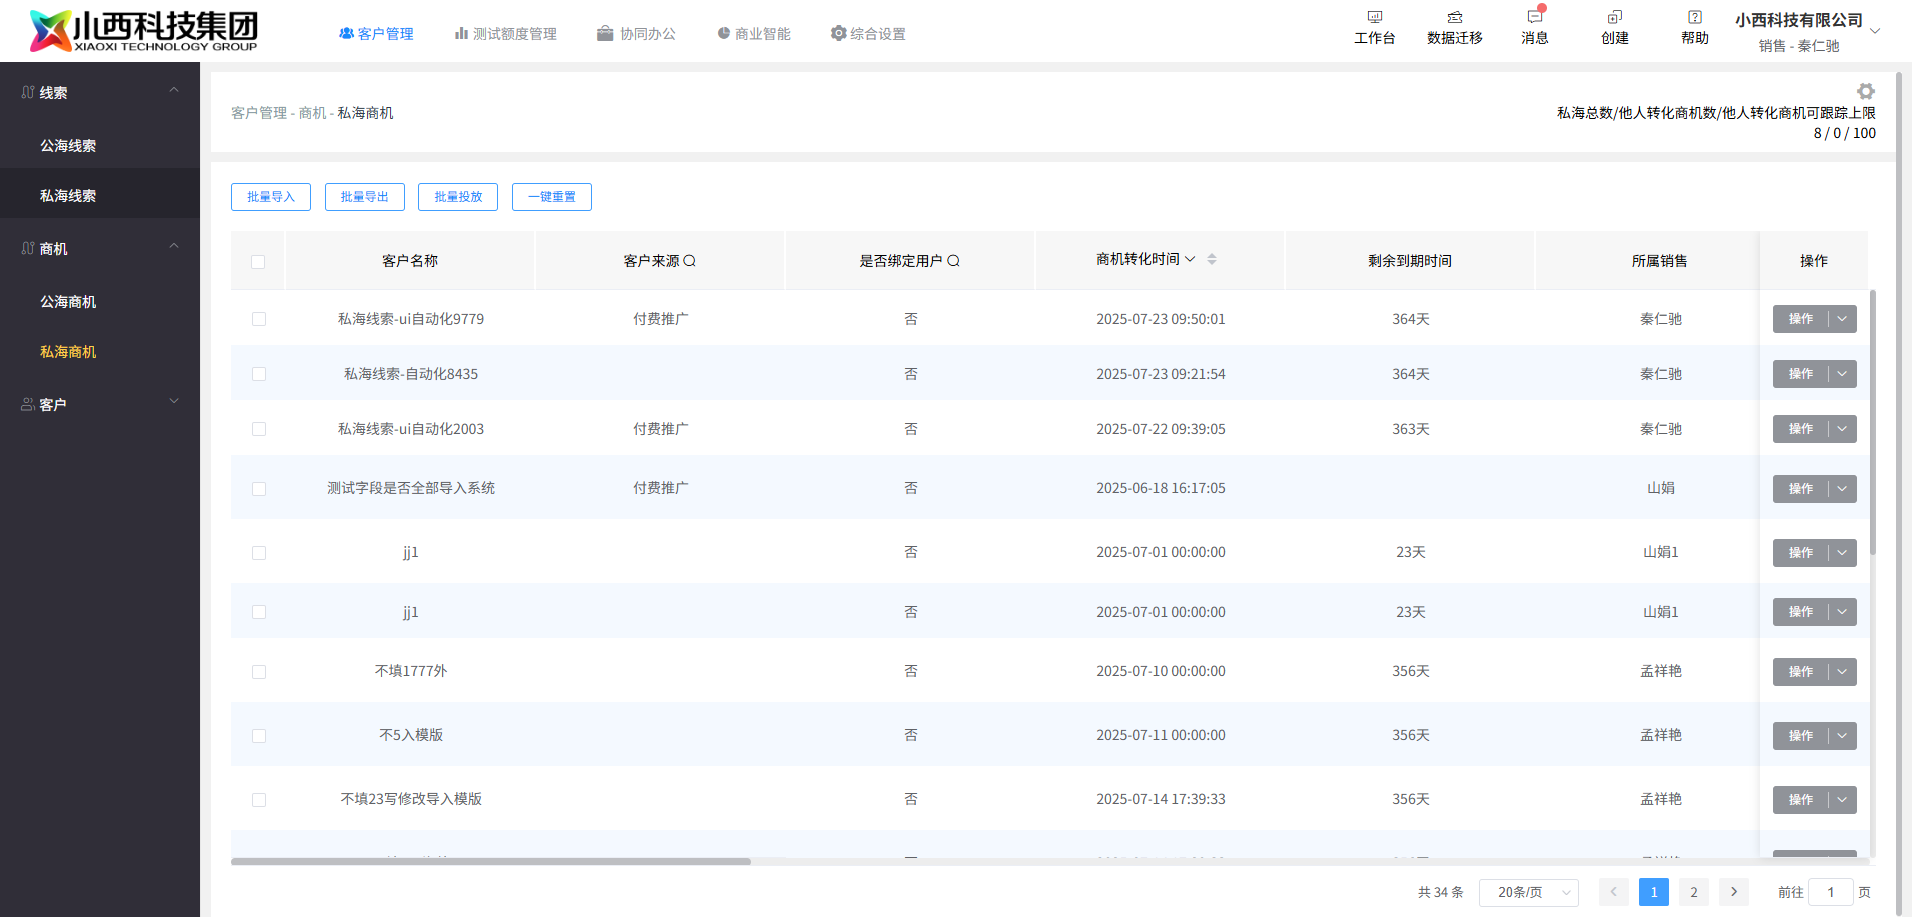 小西科技集团
XIAOXI TECHNOLOGY GROUP
客户管理
测试额度管理
协同办公
商业智能
综合设置
工作台
数据迁移
消息
创建
帮助
小西科技有限公司
销售 - 秦仁驰
线索
公海线索
私海线索
商机
公海商机
私海商机
客户
客户管理 - 商机 - 私海商机
私海总数/他人转化商机数/他人转化商机可跟踪上限
8 / 0 / 100
批量导入 批量导出 批量投放 一键重置
客户名称 客户来源 是否绑定用户 商机转化时间 剩余到期时间 所属销售 操作
私海线索-ui自动化9779 付费推广 否 2025-07-23 09:50:01 364天 秦仁驰 操作
私海线索-自动化8435 否 2025-07-23 09:21:54 364天 秦仁驰 操作
私海线索-ui自动化2003 付费推广 否 2025-07-22 09:39:05 363天 秦仁驰 操作
测试字段是否全部导入系统 付费推广 否 2025-06-18 16:17:05 山娟 操作
jj1 否 2025-07-01 00:00:00 23天 山娟1 操作
jj1 否 2025-07-01 00:00:00 23天 山娟1 操作
不填1777外 否 2025-07-10 00:00:00 356天 孟祥艳 操作
不5入模版 否 2025-07-11 00:00:00 356天 孟祥艳 操作
不填23写修改导入模版 否 2025-07-14 17:39:33 356天 孟祥艳 操作
共 34 条 20条/页 1 2 前往 1 页